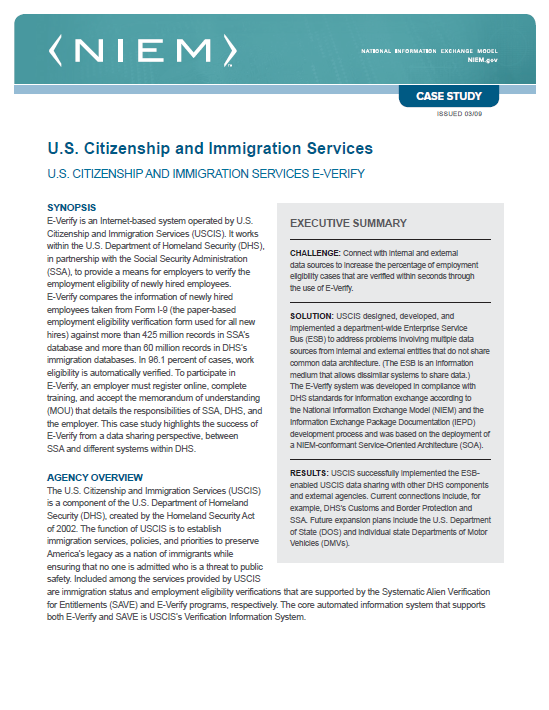 NIEM
NATIONAL INFORMATION EXCHANGE MODEL
NIEM.gov
CASE STUDY
ISSUED 03/09
U.S. Citizenship and Immigration Services
U.S. CITIZENSHIP AND IMMIGRATION SERVICES E-VERIFY
SYNOPSIS
E-Verify is an Internet-based system operated by U.S.
Citizenship and Immigration Services (USCIS). It works
within the U.S. Department of Homeland Security (DHS),
in partnership with the Social Security Administration
(SSA), to provide a means for employers to verify the
employment eligibility of newly hired employees.
E-Verify compares the information of newly hired
employees taken from Form I-9 (the paper-based
employment eligibility verification form used for all new
hires) against more than 425 million records in SSA's
database and more than 60 million records in DHS's
immigration databases. In 96.1 percent of cases, work
eligibility is automatically verified. To participate in
E-Verify, an employer must register online, complete
training, and accept the memorandum of understanding
(MOU) that details the responsibilities of SSA, DHS, and
the employer. This case study highlights the success of
E-Verify from a data sharing perspective, between
SSA and different systems within DHS.
AGENCY OVERVIEW
The U.S. Citizenship and Immigration Services (USCIS)
is a component of the U.S. Department of Homeland
Security (DHS), created by the Homeland Security Act
of 2002. The function of USCIS is to establish
immigration services, policies, and priorities to preserve
America's legacy as a nation of immigrants while
ensuring that no one is admitted who is a threat to public
safety. Included among the services provided by USCIS
are immigration status and employment eligibility verifications that are supported by the Systematic Alien Verification
for Entitlements (SAVE) and E-Verify programs, respectively. The core automated information system that supports
both E-Verify and SAVE is USCIS's Verification Information System.
EXECUTIVE SUMMARY
CHALLENGE: Connect with internal and external
data sources to increase the percentage of employment
eligibility cases that are verified within seconds through
the use of E-Verify.
SOLUTION: USCIS designed, developed, and
implemented a department-wide Enterprise Service
Bus (ESB) to address problems involving multiple data
sources from internal and external entities that do not share
common data architecture. (The ESB is an information
medium that allows dissimilar systems to share data.)
The E-Verify system was developed in compliance with
DHS standards for information exchange according to
the National Information Exchange Model (NIEM) and the
Information Exchange Package Documentation (IEPD)
development process and was based on the deployment of
a NIEM-conformant Service-Oriented Architecture (SOA).
RESULTS: USCIS successfully implemented the ESB-
enabled USCIS data sharing with other DHS components
and external agencies. Current connections include, for
example, DHS's Customs and Border Protection and
SSA. Future expansion plans include the U.S. Department
of State (DOS) and individual state Departments of Motor
Vehicles (DMVs).